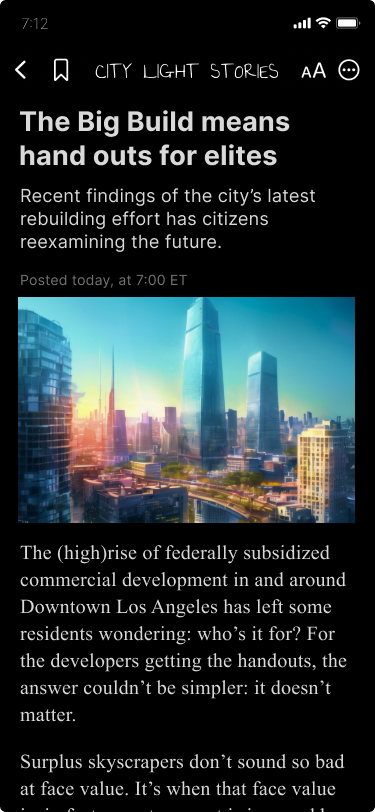 7:12
CITY LIGHT STORIES AA
The Big Build means
hand outs for elites
Recent findings of the city’s latest
rebuilding effort has citizens
reexamining the future.
Posted today, at 7:00 ET
The (high)rise of federally subsidized
commercial development in and around
Downtown Los Angeles has left some
residents wondering: who’s it for? For
the developers getting the handouts, the
answer couldn’t be simpler: it doesn’t
matter.
Surplus skyscrapers don’t sound so bad
at face value. It’s when that face value